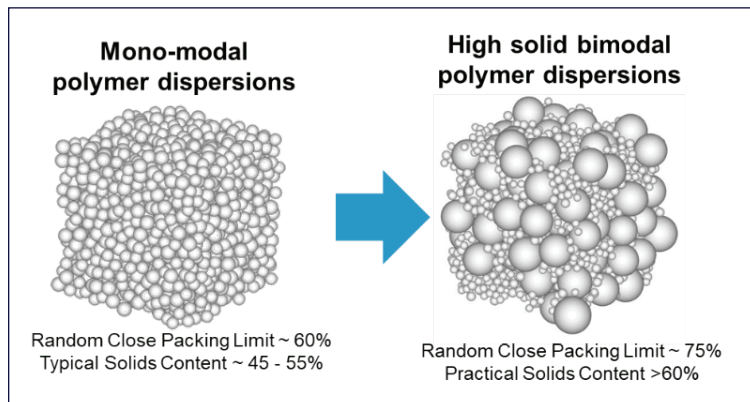 Mono-modal
polymer dispersions
Random Close Packing Limit ~ 60%
Typical Solids Content ~ 45 - 55%
High solid bimodal
polymer dispersions
Random Close Packing Limit ~ 75%
Practical Solids Content >60%